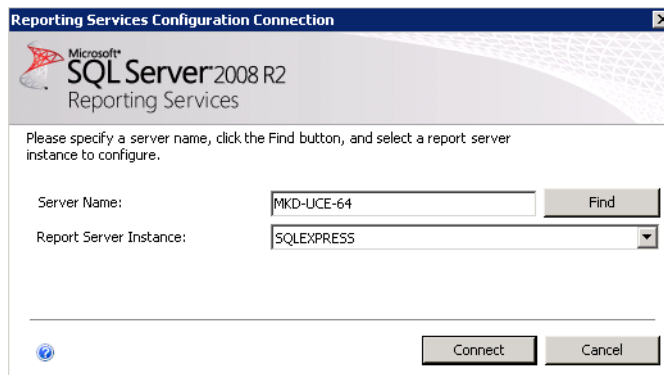 Reporting Services Configuration Connection
Microsoft
SQL Server 2008 R2
Reporting Services
Please specify a server name, click the Find button, and select a report server
instance to configure.
Server Name: MKD-UCE-64 Find
Report Server Instance: SQLEXPRESS
Connect Cancel